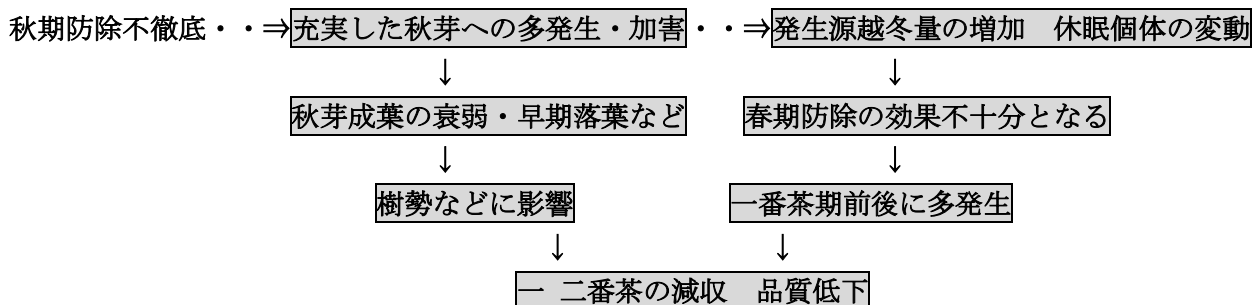 秋期防除不徹底・・⇒充実した秋芽への多発生・加害・・⇒発生源越冬量の増加　休眠個体の変動
↓ ↓
秋芽成葉の衰弱・早期落葉など 春期防除の効果不十分となる
↓ ↓
樹勢などに影響 一番茶期前後に多発生
↓ ↓
一 二番茶の減収　品質低下